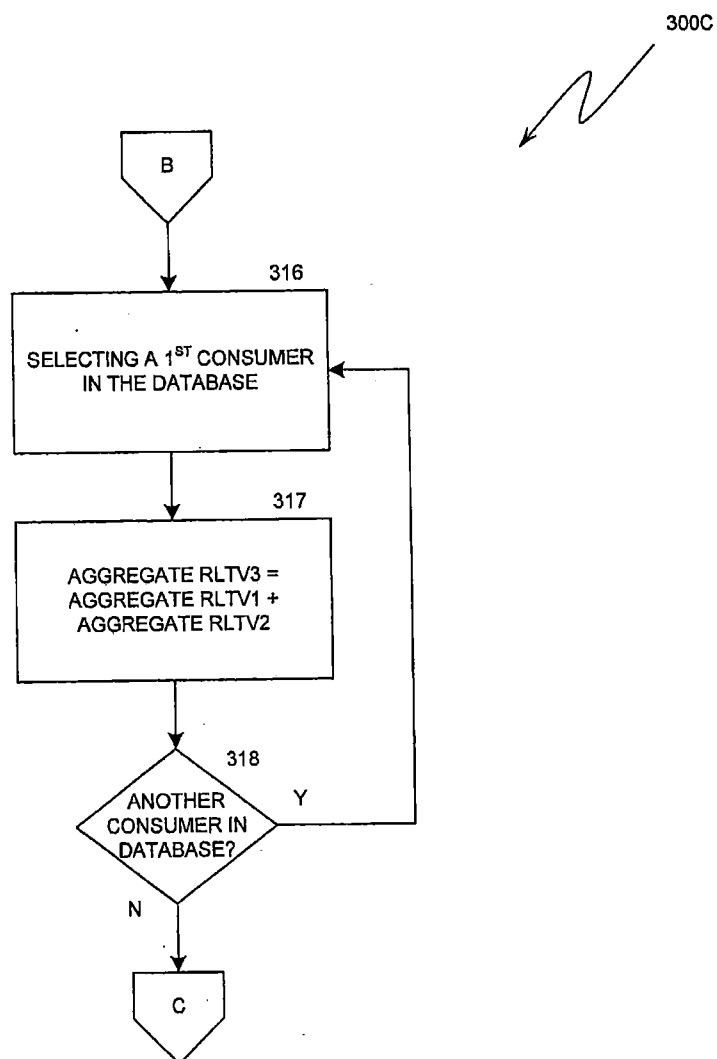 300C
B
316
SELECTING A 1ST CONSUMER
IN THE DATABASE
317
AGGREGATE RLTV3 =
AGGREGATE RLTV1 +
AGGREGATE RLTV2
318
ANOTHER
CONSUMER IN
DATABASE?
Y
N
C